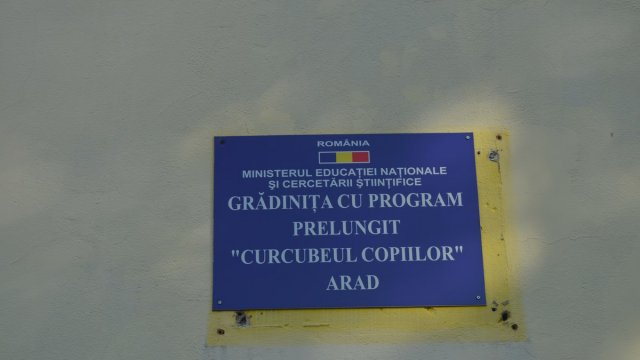 ROMÂNIA
MINISTERUL EDUCAȚIEI NAȚIONALE
ȘI CERCETĂRII ȘTIINȚIFICE
GRĂDINIȚA CU PROGRAM
PRELUNGIT
"CURCUBEUL COPIILOR"
ARAD